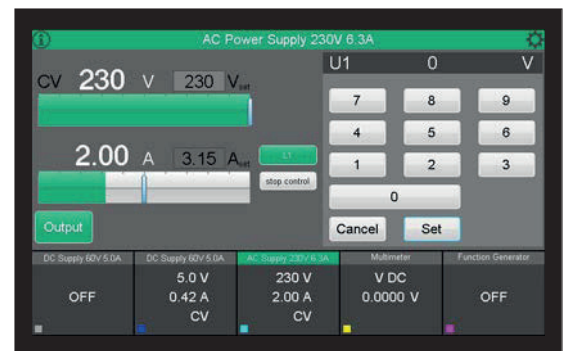 AC Power Supply 230V 6.3A
CV 230 V 230 Vset
2.00 A 3.15 Aset
L1
stop control
Output
U1 0 V
7 8 9
4 5 6
1 2 3
0
Cancel Set
DC Supply 60V 5.0A
OFF
DC Supply 60V 5.0A
5.0 V
0.42 A
CV
AC Supply 230V 6.3A
230 V
2.00 A
CV
Multimeter
V DC
0.0000 V
Function Generator
OFF